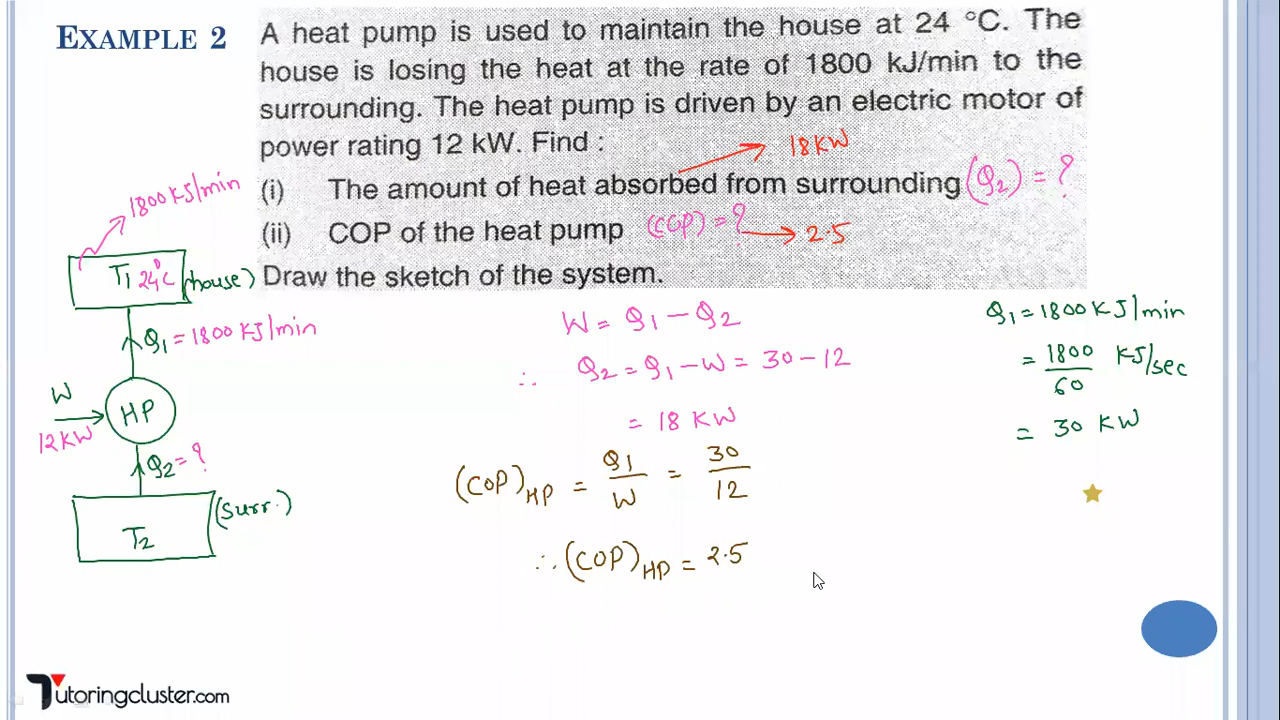 EXAMPLE 2
A heat pump is used to maintain the house at 24 °C. The
house is losing the heat at the rate of 1800 kJ/min to the
surrounding. The heat pump is driven by an electric motor of
power rating 12 kW. Find :
18KW
(i) The amount of heat absorbed from surrounding (Q2) = ?
(ii) COP of the heat pump (COP) = ? → 2.5
Draw the sketch of the system.
1800 KJ/min
T1 24°C (house)
Q1 = 1800 KJ/min
W
12KW
HP
Q2 = ?
T2 (Surr.)
W = Q1 - Q2
∴ Q2 = Q1 - W = 30 - 12
= 18 KW
(COP)HP = Q1/W = 30/12
∴ (COP)HP = 2.5
Q1 = 1800 KJ/min
= 1800/60 KJ/sec
= 30 KW
Tutoringcluster.com